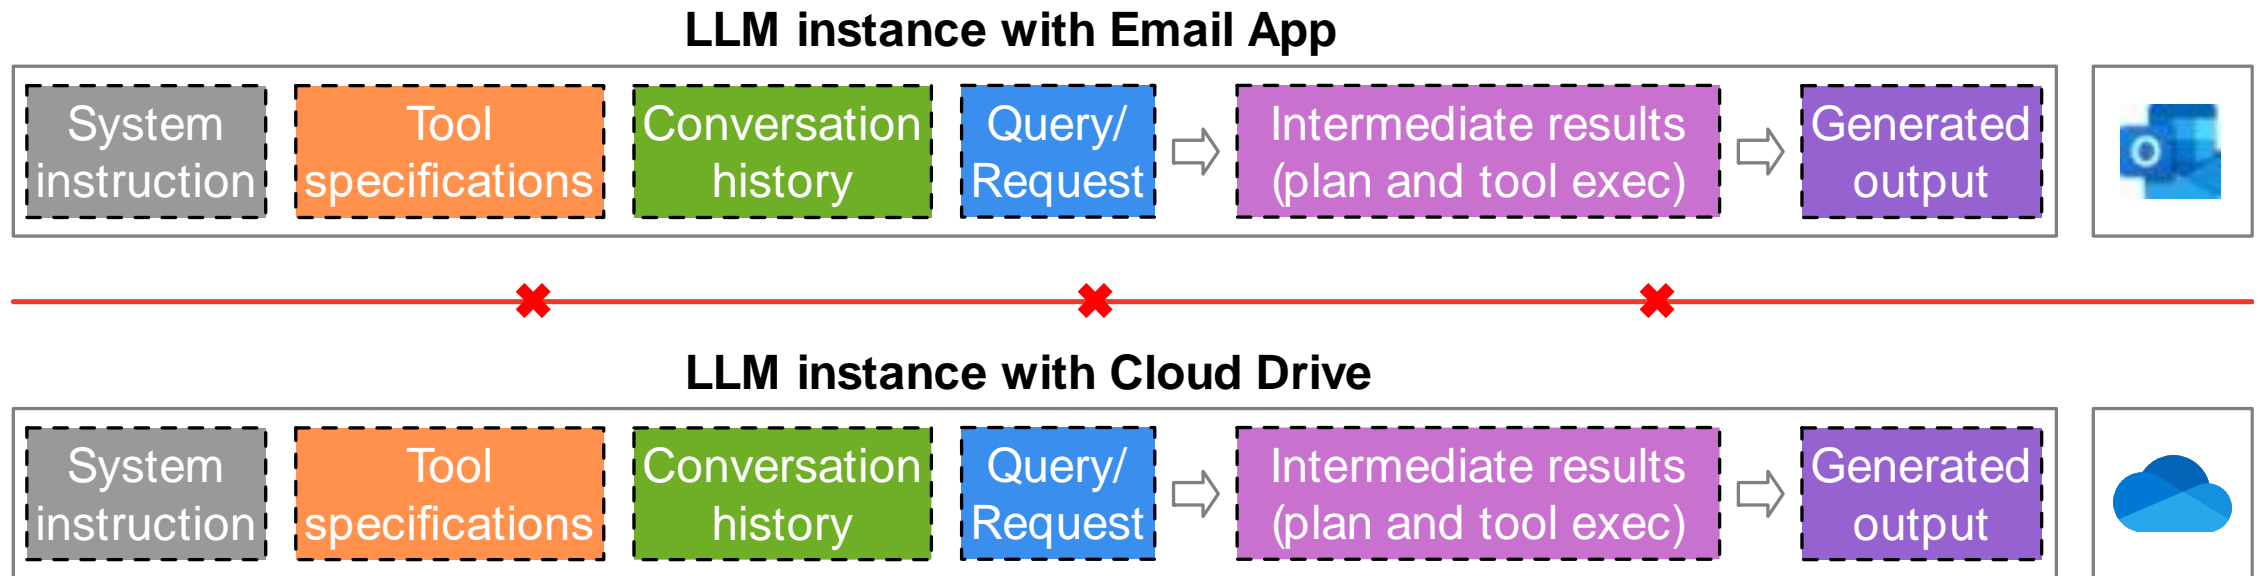 LLM instance with Email App
System
instruction
Tool
specifications
Conversation
history
Query/
Request
Intermediate results
(plan and tool exec)
Generated
output
O
LLM instance with Cloud Drive
System
instruction
Tool
specifications
Conversation
history
Query/
Request
Intermediate results
(plan and tool exec)
Generated
output